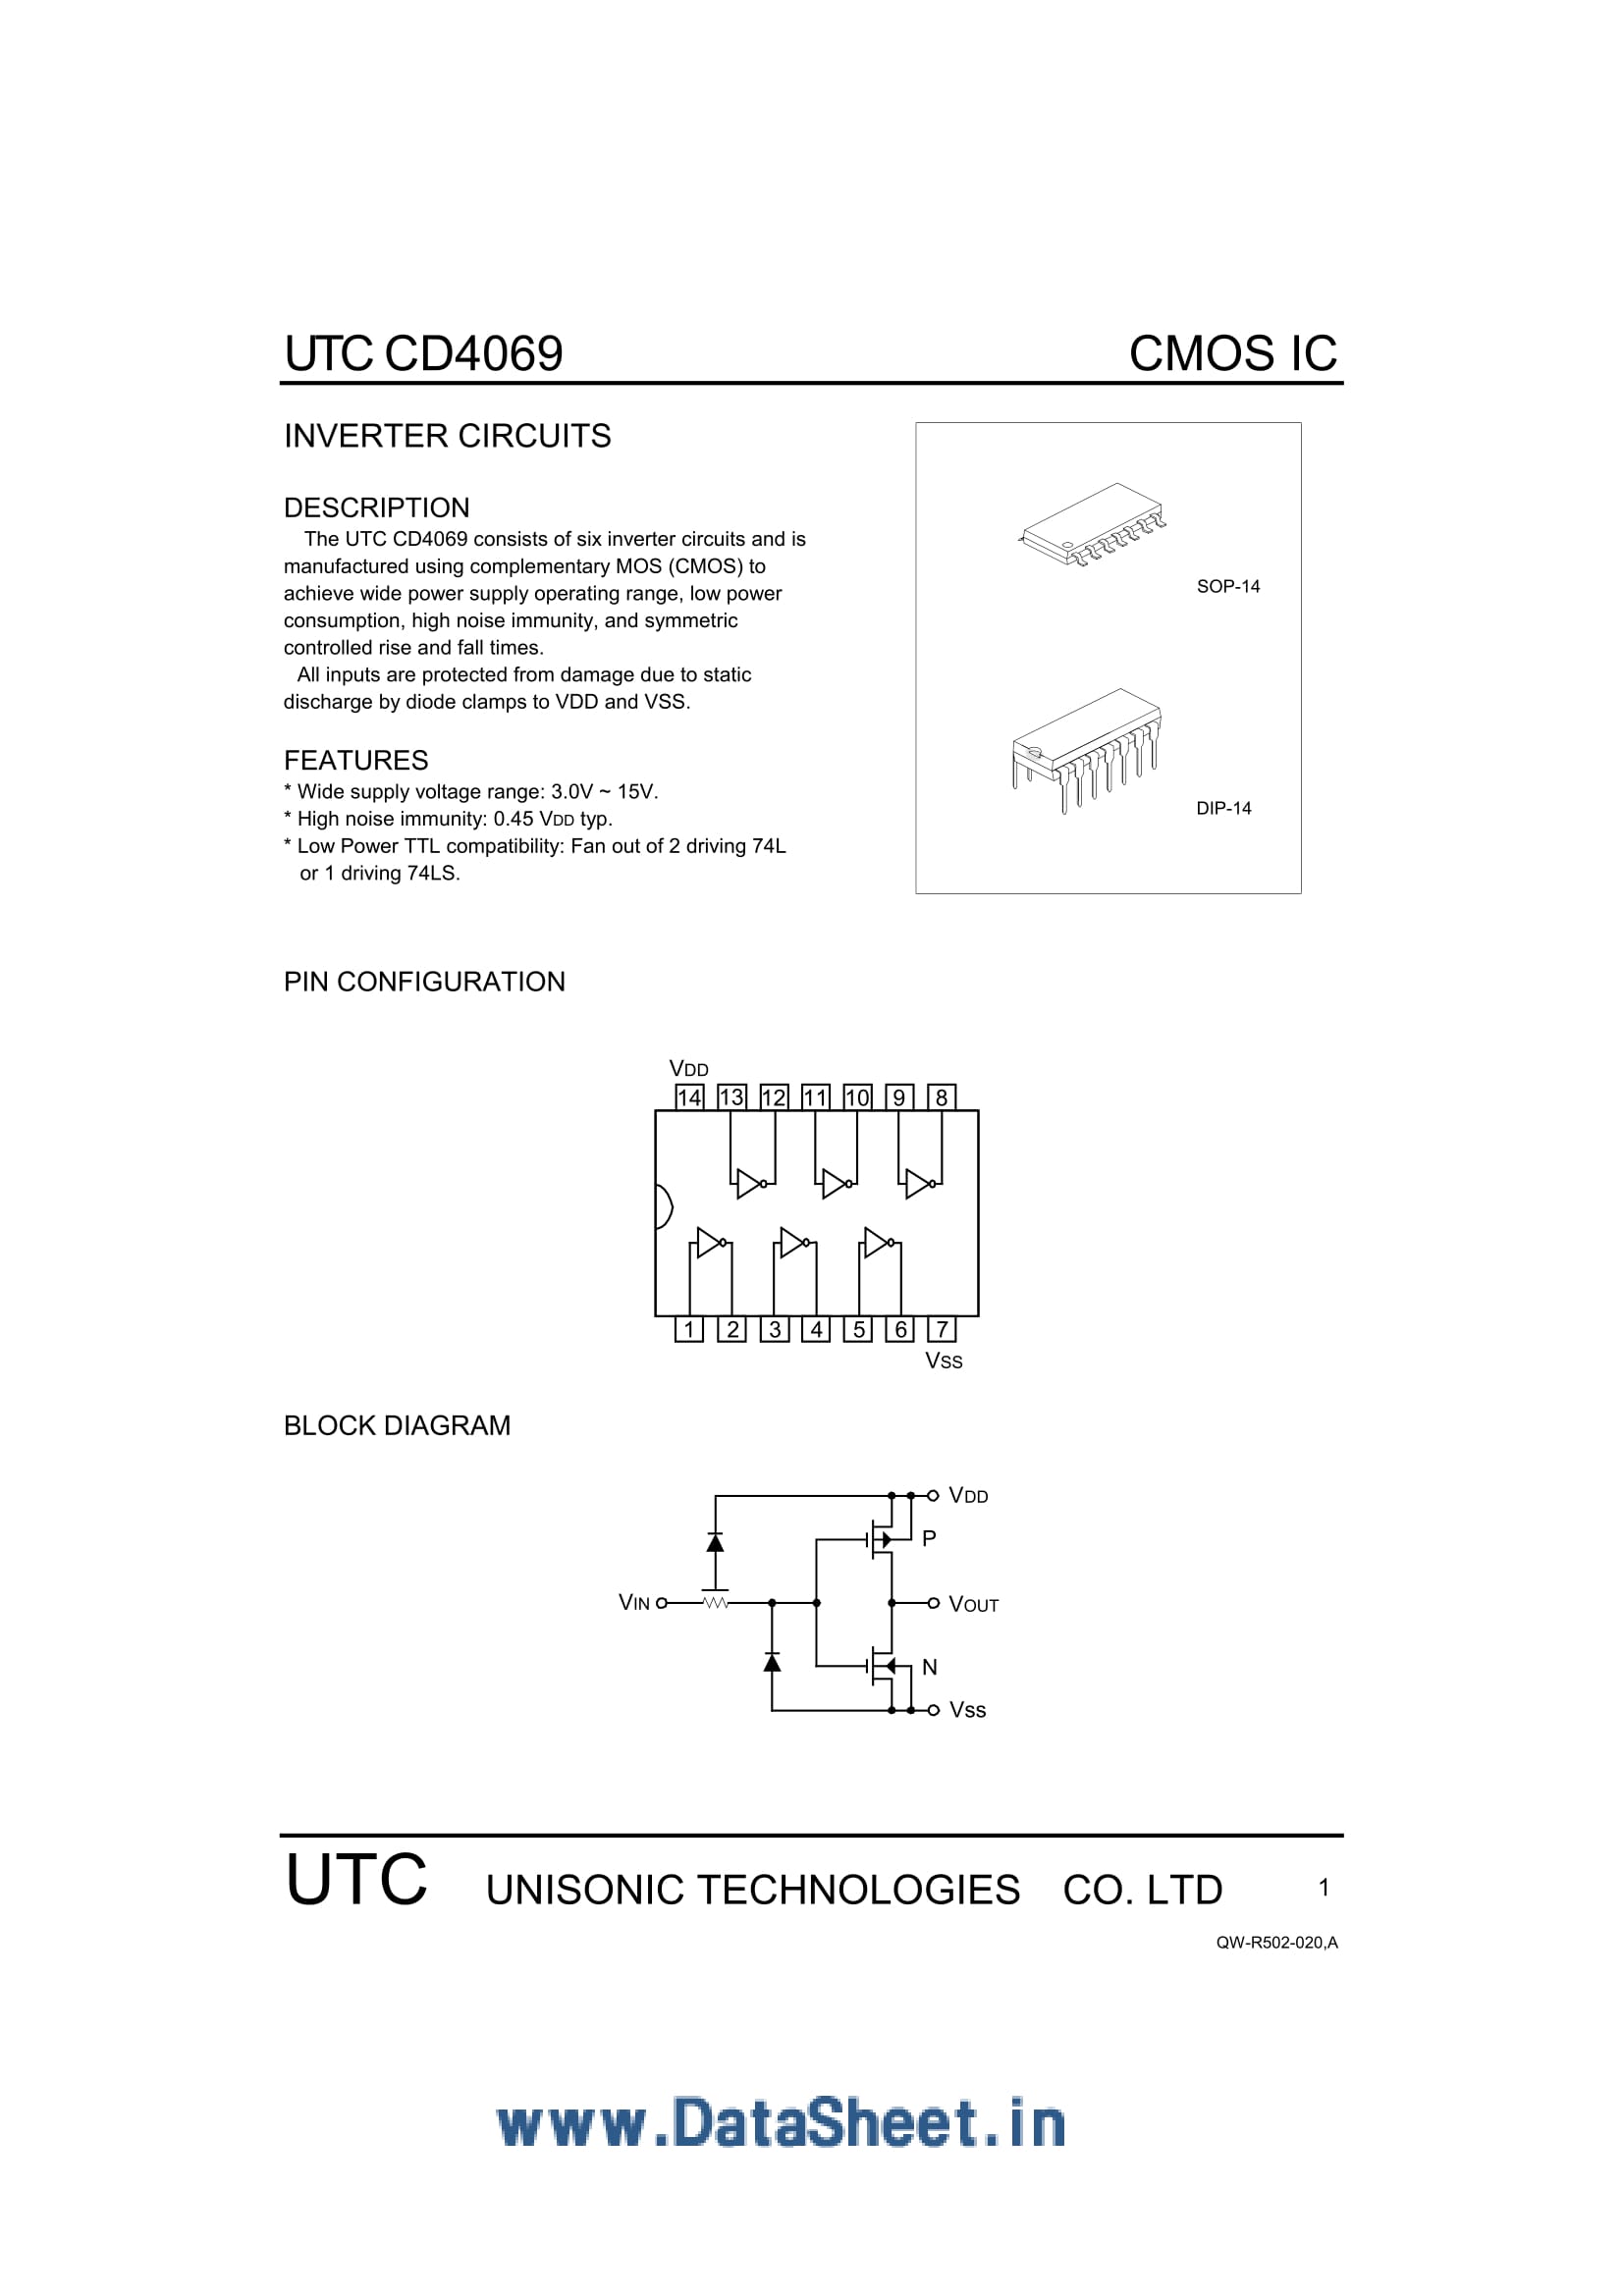 UTC CD4069 CMOS IC
INVERTER CIRCUITS
DESCRIPTION
The UTC CD4069 consists of six inverter circuits and is
manufactured using complementary MOS (CMOS) to
achieve wide power supply operating range, low power
consumption, high noise immunity, and symmetric
controlled rise and fall times.
All inputs are protected from damage due to static
discharge by diode clamps to VDD and VSS.
FEATURES
* Wide supply voltage range: 3.0V ~ 15V.
* High noise immunity: 0.45 VDD typ.
* Low Power TTL compatibility: Fan out of 2 driving 74L
or 1 driving 74LS.
SOP-14
DIP-14
PIN CONFIGURATION
VDD
14 13 12 11 10 9 8
1 2 3 4 5 6 7
VSS
BLOCK DIAGRAM
VDD
P
VIN
VOUT
N
Vss
UTC UNISONIC TECHNOLOGIES CO. LTD 1
QW-R502-020,A
www.DataSheet.in